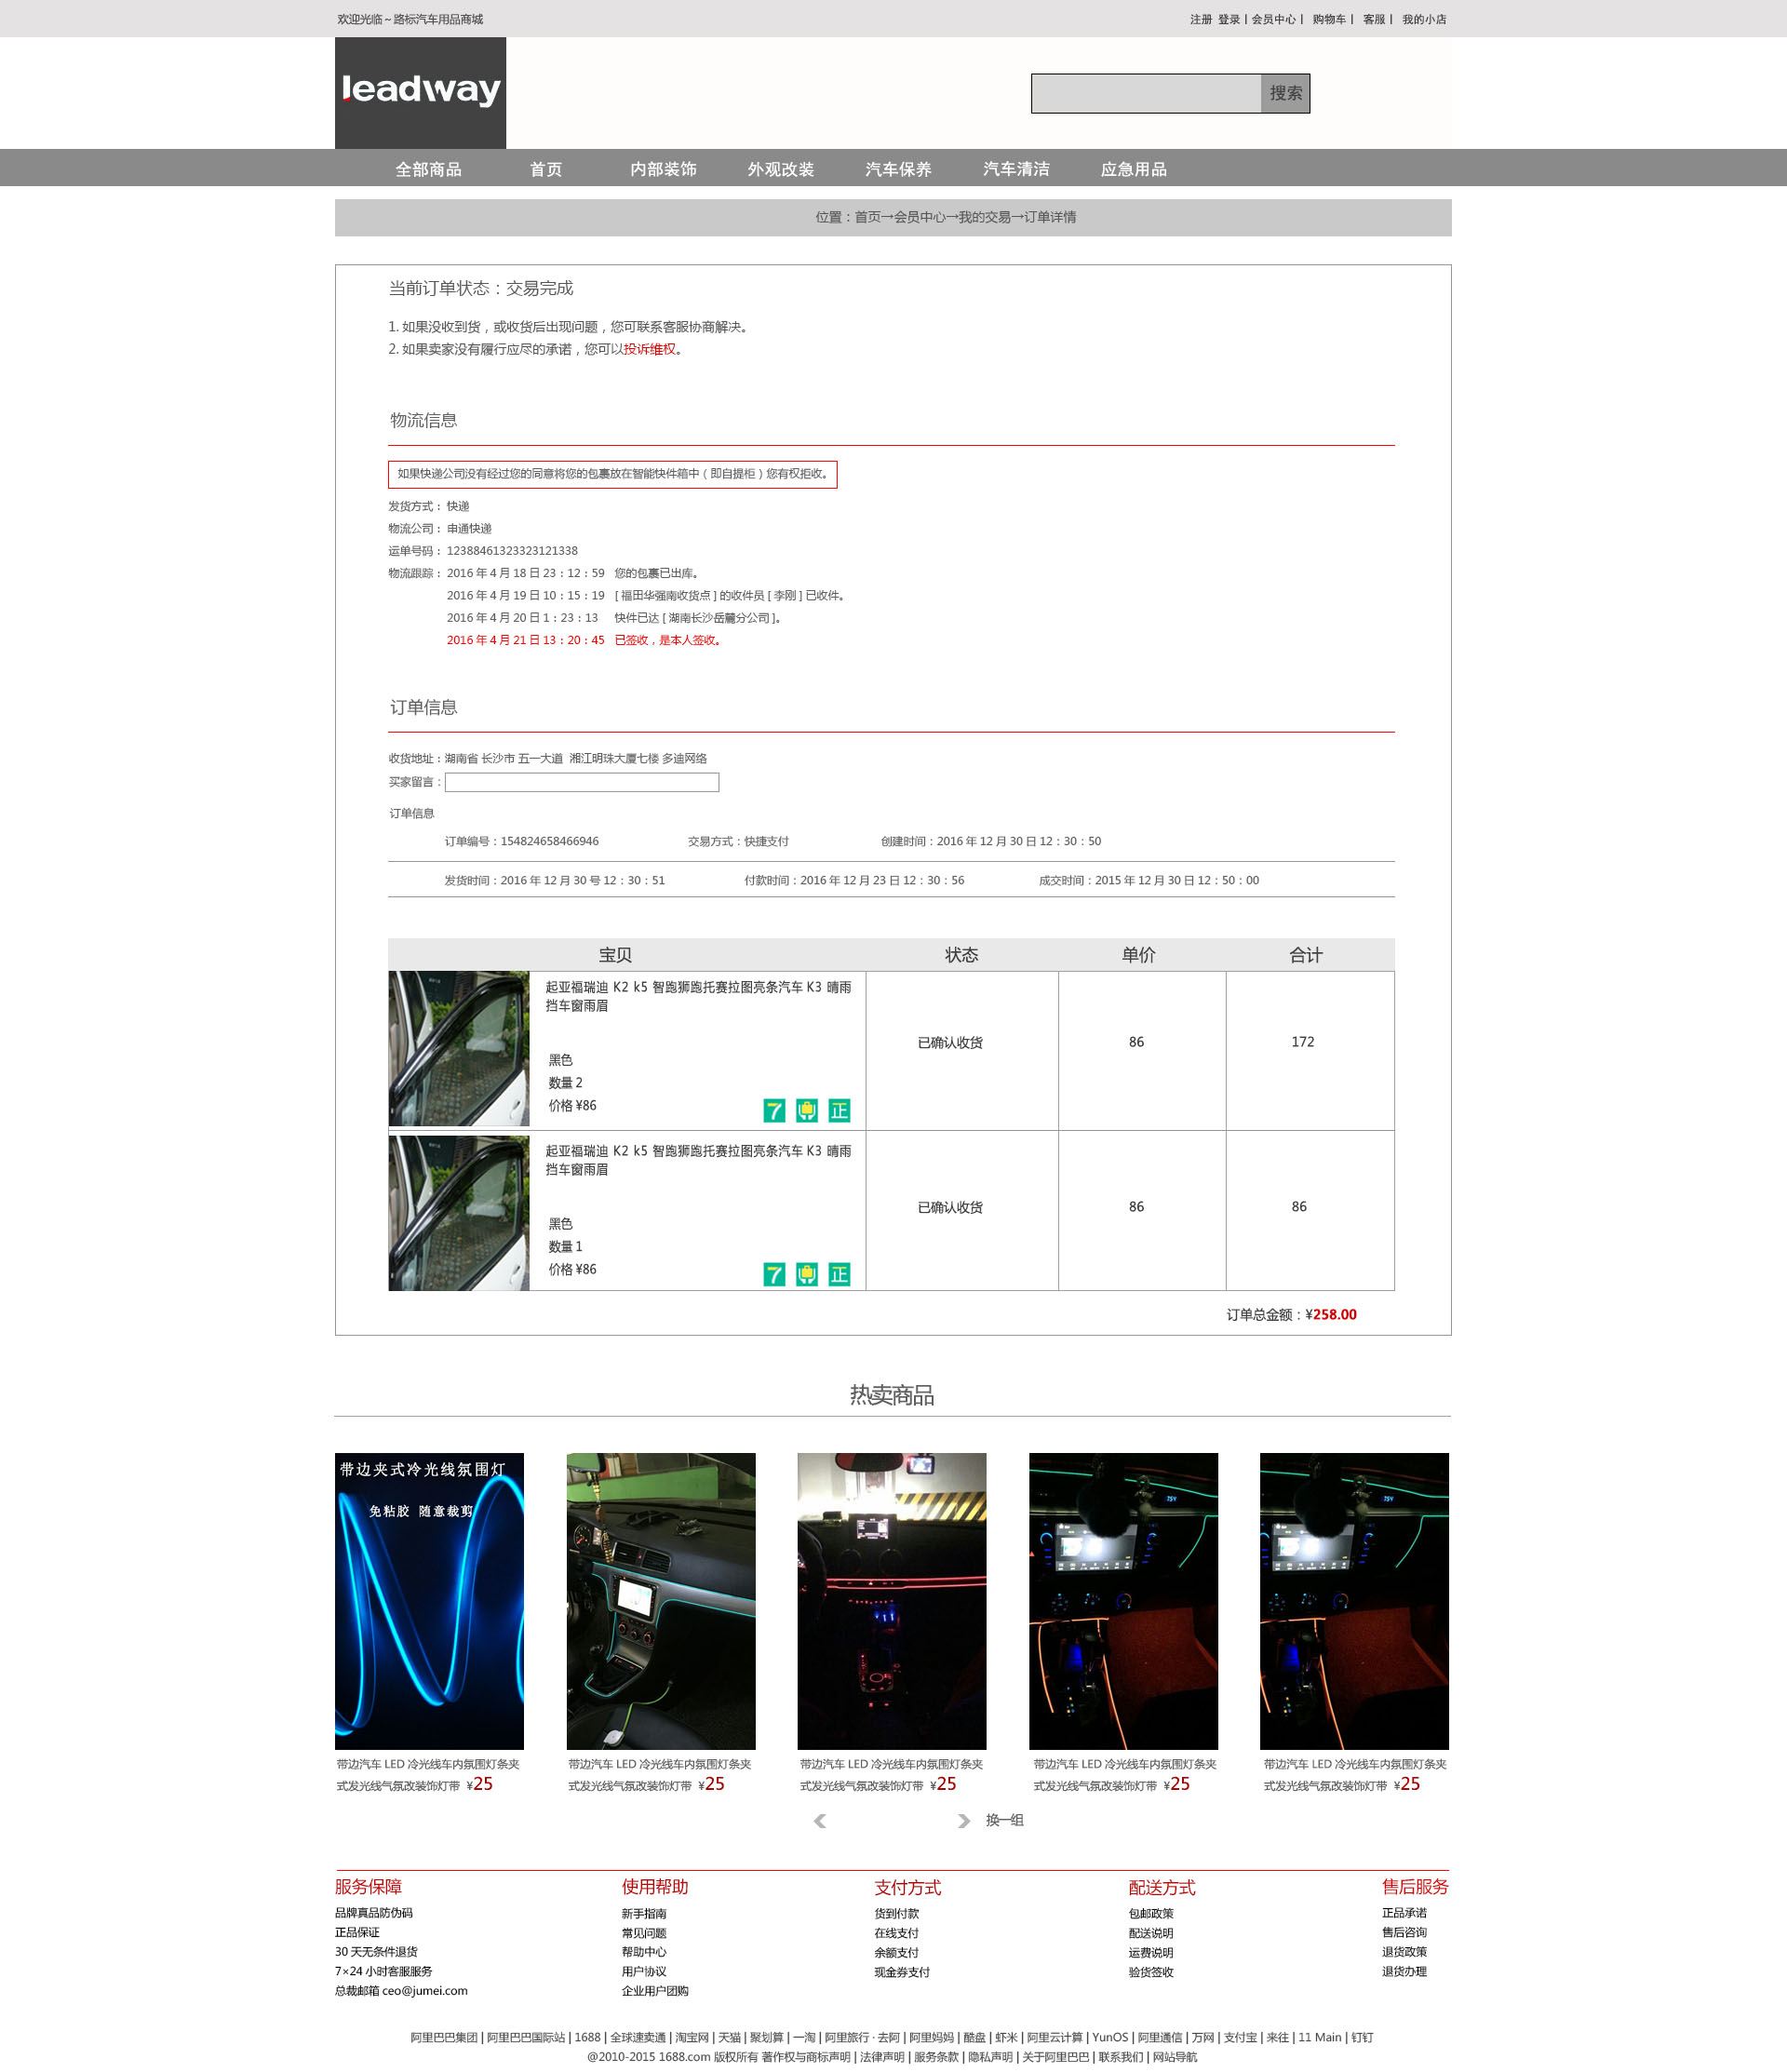 欢迎光临～路标汽车用品商城
注册 登录 | 会员中心 | 购物车 | 客服 | 我的小店
leadway
搜索
全部商品 首页 内部装饰 外观改装 汽车保养 汽车清洁 应急用品
位置：首页→会员中心→我的交易→订单详情
当前订单状态：交易完成
1. 如果没收到货，或收货后出现问题，您可联系客服协商解决。
2. 如果卖家没有履行应尽的承诺，您可以投诉维权。
物流信息
如果快递公司没有经过您的同意将您的包裹放在智能快件箱中（即自提柜）您有权拒收。
发货方式： 快递
物流公司： 申通快递
运单号码： 12388461323323121338
物流跟踪： 2016 年 4 月 18 日 23：12：59 您的包裹已出库。
2016 年 4 月 19 日 10：15：19 [ 福田华强南收货点 ] 的收件员 [ 李刚 ] 已收件。
2016 年 4 月 20 日 1：23：13 快件已达 [ 湖南长沙岳麓分公司 ]。
2016 年 4 月 21 日 13：20：45 已签收，是本人签收。
订单信息
收货地址：湖南省 长沙市 五一大道 湘江明珠大厦七楼 多迪网络
买家留言：
订单信息
订单编号：154824658466946 交易方式：快捷支付 创建时间：2016 年 12 月 30 日 12：30：50
发货时间：2016 年 12 月 30 号 12：30：51 付款时间：2016 年 12 月 23 日 12：30：56 成交时间：2015 年 12 月 30 日 12：50：00
宝贝 状态 单价 合计
起亚福瑞迪 K2 k5 智跑狮跑托赛拉图亮条汽车 K3 晴雨
挡车窗雨眉
已确认收货 86 172
黑色
数量 2
价格 ¥86
7 正
起亚福瑞迪 K2 k5 智跑狮跑托赛拉图亮条汽车 K3 晴雨
挡车窗雨眉
已确认收货 86 86
黑色
数量 1
价格 ¥86
7 正
订单总金额：¥258.00
热卖商品
带边夹式冷光线氛围灯
免粘胶 随意裁剪
带边汽车 LED 冷光线车内氛围灯条夹
式发光线气氛改装饰灯带 ¥25
带边汽车 LED 冷光线车内氛围灯条夹
式发光线气氛改装饰灯带 ¥25
带边汽车 LED 冷光线车内氛围灯条夹
式发光线气氛改装饰灯带 ¥25
带边汽车 LED 冷光线车内氛围灯条夹
式发光线气氛改装饰灯带 ¥25
带边汽车 LED 冷光线车内氛围灯条夹
式发光线气氛改装饰灯带 ¥25
换一组
服务保障
品牌真品防伪码
正品保证
30 天无条件退货
7×24 小时客服服务
总裁邮箱 ceo@jumei.com
使用帮助
新手指南
常见问题
帮助中心
用户协议
企业用户团购
支付方式
货到付款
在线支付
余额支付
现金券支付
配送方式
包邮政策
配送说明
运费说明
验货签收
售后服务
正品承诺
售后咨询
退货政策
退货办理
阿里巴巴集团 | 阿里巴巴国际站 | 1688 | 全球速卖通 | 淘宝网 | 天猫 | 聚划算 | 一淘 | 阿里旅行 · 去阿 | 阿里妈妈 | 酷盘 | 虾米 | 阿里云计算 | YunOS | 阿里通信 | 万网 | 支付宝 | 来往 | 11 Main | 钉钉
@2010-2015 1688.com 版权所有 著作权与商标声明 | 法律声明 | 服务条款 | 隐私声明 | 关于阿里巴巴 | 联系我们 | 网站导航